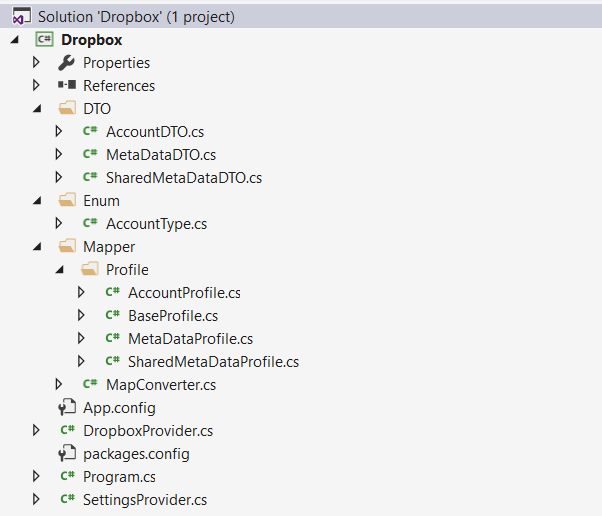 Solution 'Dropbox' (1 project)
C# Dropbox
Properties
References
DTO
C# AccountDTO.cs
C# MetaDataDTO.cs
C# SharedMetaDataDTO.cs
Enum
C# AccountType.cs
Mapper
Profile
C# AccountProfile.cs
C# BaseProfile.cs
C# MetaDataProfile.cs
C# SharedMetaDataProfile.cs
C# MapConverter.cs
App.config
C# DropboxProvider.cs
packages.config
C# Program.cs
C# SettingsProvider.cs